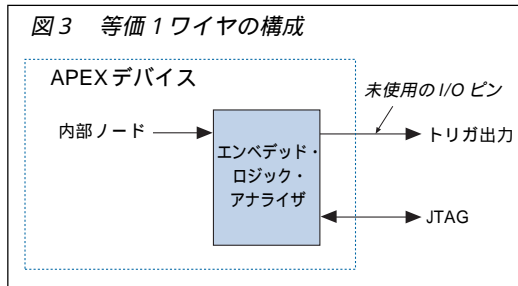 図3 等価1ワイヤの構成
APEXデバイス
未使用のI/Oピン
内部ノード
エンベデッド・
ロジック・
アナライザ
トリガ出力
JTAG